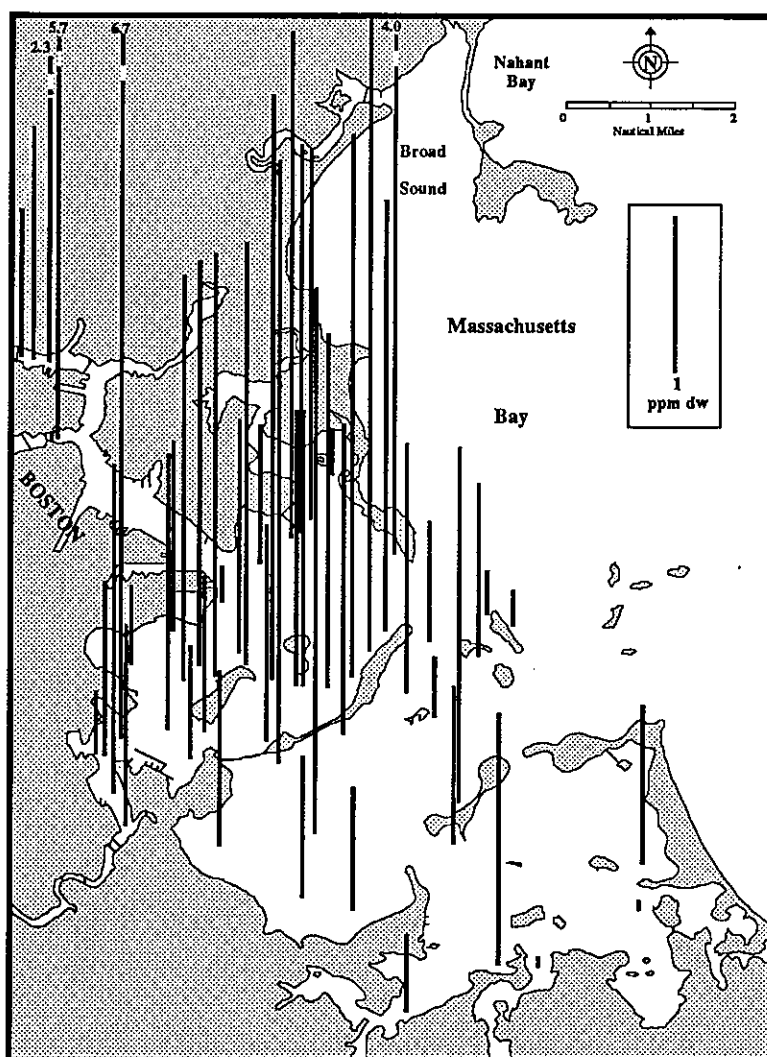 5.7
6.7
4.0
2.3
Nahant
Bay
N
0
1
2
Nautical Miles
Broad
Sound
Massachusetts
Bay
1
ppm dw
BOSTON